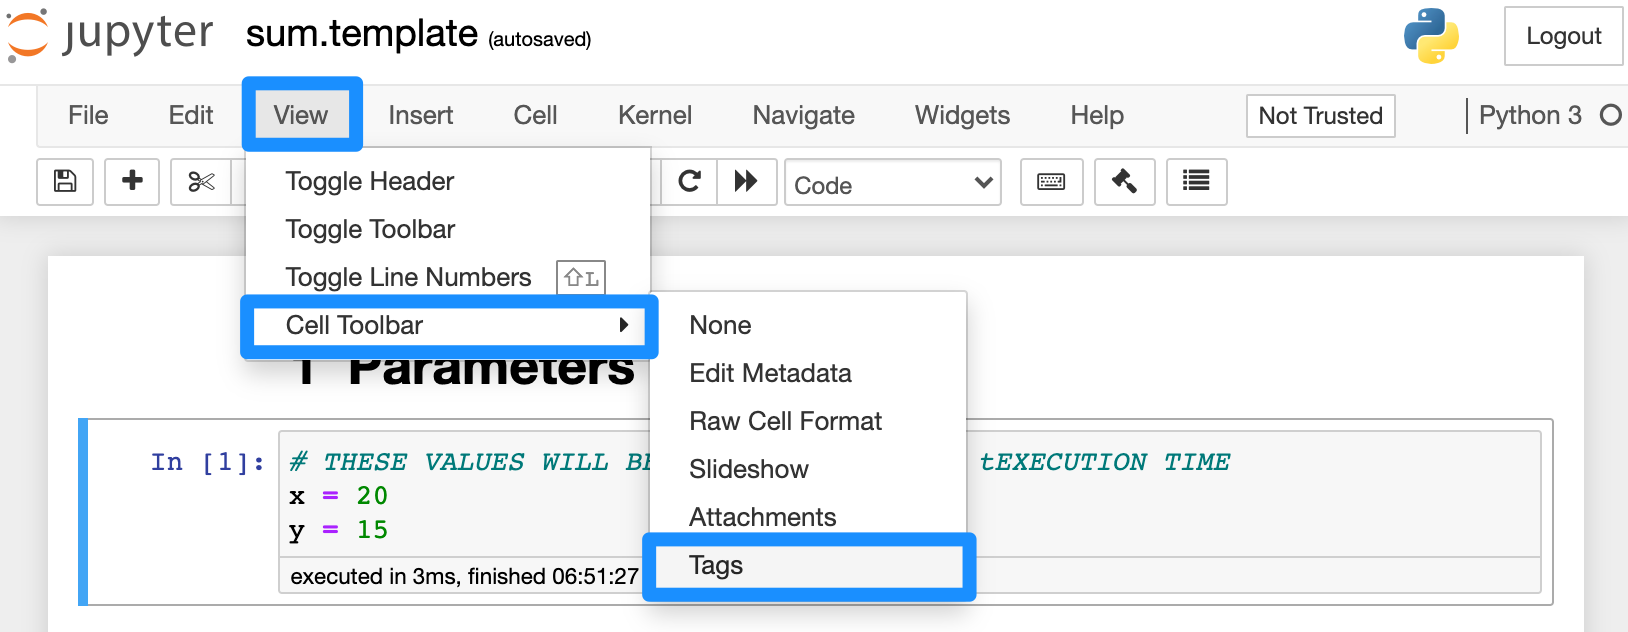 jupyter sum.template (autosaved) Logout
File Edit View Insert Cell Kernel Navigate Widgets Help Not Trusted Python 3
Code
Toggle Header
Toggle Toolbar
Toggle Line Numbers ⇧L
Cell Toolbar
None
Edit Metadata
Raw Cell Format
Slideshow
Attachments
Tags
1 Parameters
In [1]: # THESE VALUES WILL BE tEXECUTION TIME
x = 20
y = 15
executed in 3ms, finished 06:51:27